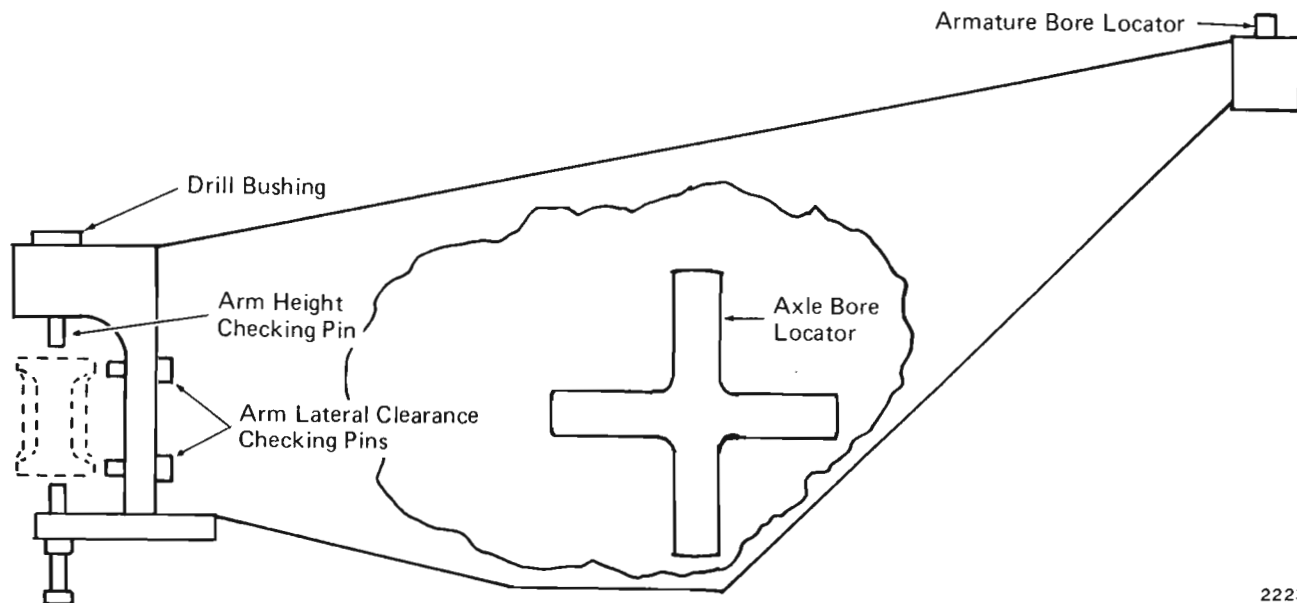 Armature Bore Locator
Drill Bushing
Arm Height
Checking Pin
Axle Bore
Locator
Arm Lateral Clearance
Checking Pins